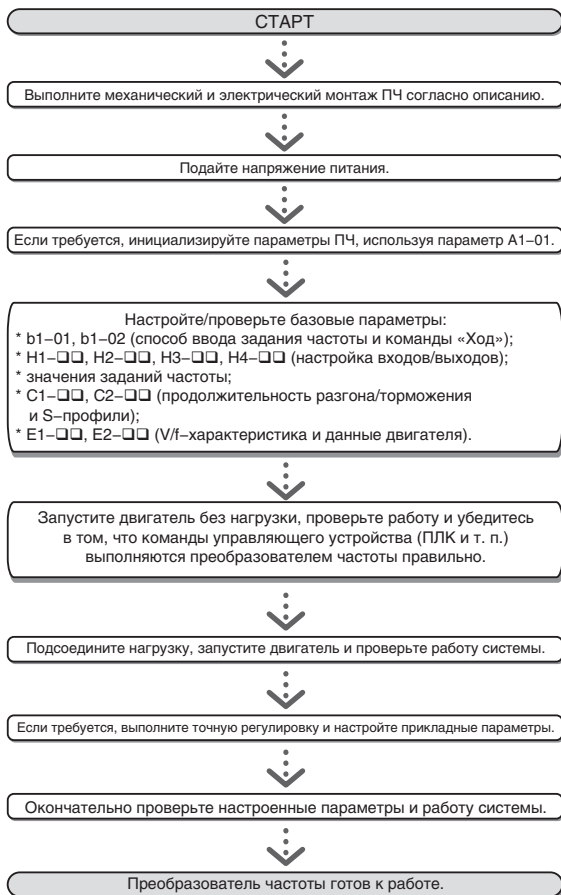 СТАРТ
Выполните механический и электрический монтаж ПЧ согласно описанию.
Подайте напряжение питания.
Если требуется, инициализируйте параметры ПЧ, используя параметр A1–01.
Настройте/проверьте базовые параметры:
* b1–01, b1–02 (способ ввода задания частоты и команды «Ход»);
* H1–❑❑, H2–❑❑, H3–❑❑, H4–❑❑ (настройка входов/выходов);
* значения заданий частоты;
* C1–❑❑, C2–❑❑ (продолжительность разгона/торможения
и S–профили);
* E1–❑❑, E2–❑❑ (V/f–характеристика и данные двигателя).
Запустите двигатель без нагрузки, проверьте работу и убедитесь
в том, что команды управляющего устройства (ПЛК и т. п.)
выполняются преобразователем частоты правильно.
Подсоедините нагрузку, запустите двигатель и проверьте работу системы.
Если требуется, выполните точную регулировку и настройте прикладные параметры.
Окончательно проверьте настроенные параметры и работу системы.
Преобразователь частоты готов к работе.